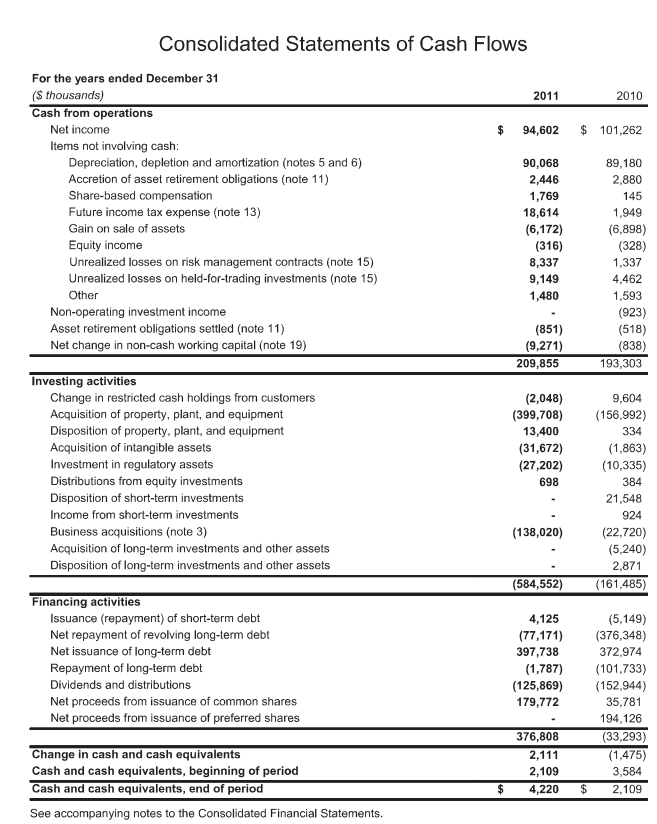 Consolidated Statements of Cash Flows
For the years ended December 31
($ thousands) 2011 2010
Cash from operations
Net income $ 94,602 $ 101,262
Items not involving cash:
Depreciation, depletion and amortization (notes 5 and 6) 90,068 89,180
Accretion of asset retirement obligations (note 11) 2,446 2,880
Share-based compensation 1,769 145
Future income tax expense (note 13) 18,614 1,949
Gain on sale of assets (6,172) (6,898)
Equity income (316) (328)
Unrealized losses on risk management contracts (note 15) 8,337 1,337
Unrealized losses on held-for-trading investments (note 15) 9,149 4,462
Other 1,480 1,593
Non-operating investment income - (923)
Asset retirement obligations settled (note 11) (851) (518)
Net change in non-cash working capital (note 19) (9,271) (838)
209,855 193,303
Investing activities
Change in restricted cash holdings from customers (2,048) 9,604
Acquisition of property, plant, and equipment (399,708) (156,992)
Disposition of property, plant, and equipment 13,400 334
Acquisition of intangible assets (31,672) (1,863)
Investment in regulatory assets (27,202) (10,335)
Distributions from equity investments 698 384
Disposition of short-term investments - 21,548
Income from short-term investments - 924
Business acquisitions (note 3) (138,020) (22,720)
Acquisition of long-term investments and other assets - (5,240)
Disposition of long-term investments and other assets - 2,871
(584,552) (161,485)
Financing activities
Issuance (repayment) of short-term debt 4,125 (5,149)
Net repayment of revolving long-term debt (77,171) (376,348)
Net issuance of long-term debt 397,738 372,974
Repayment of long-term debt (1,787) (101,733)
Dividends and distributions (125,869) (152,944)
Net proceeds from issuance of common shares 179,772 35,781
Net proceeds from issuance of preferred shares - 194,126
376,808 (33,293)
Change in cash and cash equivalents 2,111 (1,475)
Cash and cash equivalents, beginning of period 2,109 3,584
Cash and cash equivalents, end of period $ 4,220 $ 2,109
See accompanying notes to the Consolidated Financial Statements.